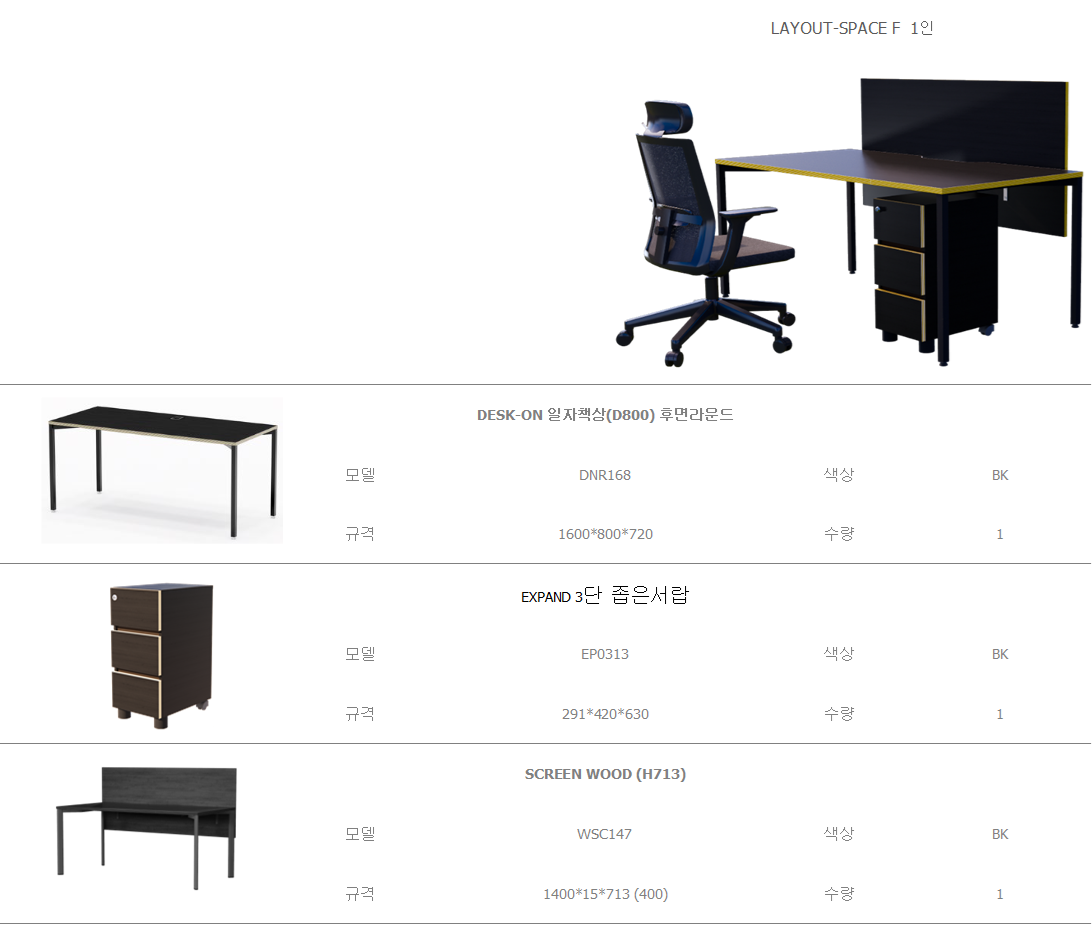 LAYOUT-SPACE F 1인
DESK-ON 일자책상(D800) 후면라운드
모델 DNR168 색상 BK
규격 1600*800*720 수량 1
EXPAND 3단 좁은서랍
모델 EP0313 색상 BK
규격 291*420*630 수량 1
SCREEN WOOD (H713)
모델 WSC147 색상 BK
규격 1400*15*713 (400) 수량 1